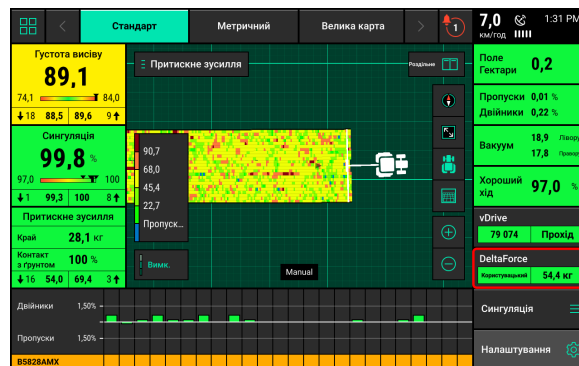 Стандарт
Метричний
Велика карта
1
7,0
км/год
1:31 PM
Густота висіву
89,1
74,1 84,0
18 88,5 89,6 9
Сингуляція
99,8 %
97,0 100
1 99,3 100 8
Притискне зусилля
Край 28,1 кг
Контакт з ґрунтом 100 %
16 54,0 69,4 3
Притискне зусилля
Роздільне
90,7
68,0
45,4
22,7
Пропуск...
Вимк.
Manual
Поле
Гектари 0,2
Пропуски 0,01 %
Двійники 0,22 %
Вакуум
18,9 Ліворуч
17,8
Хороший хід 97,0 %
vDrive
79 074 Прохід
DeltaForce
Користувацький 54,4 кг
Сингуляція
Налаштування
Двійники 1,50%
Пропуски 1,50%
B5828AMX